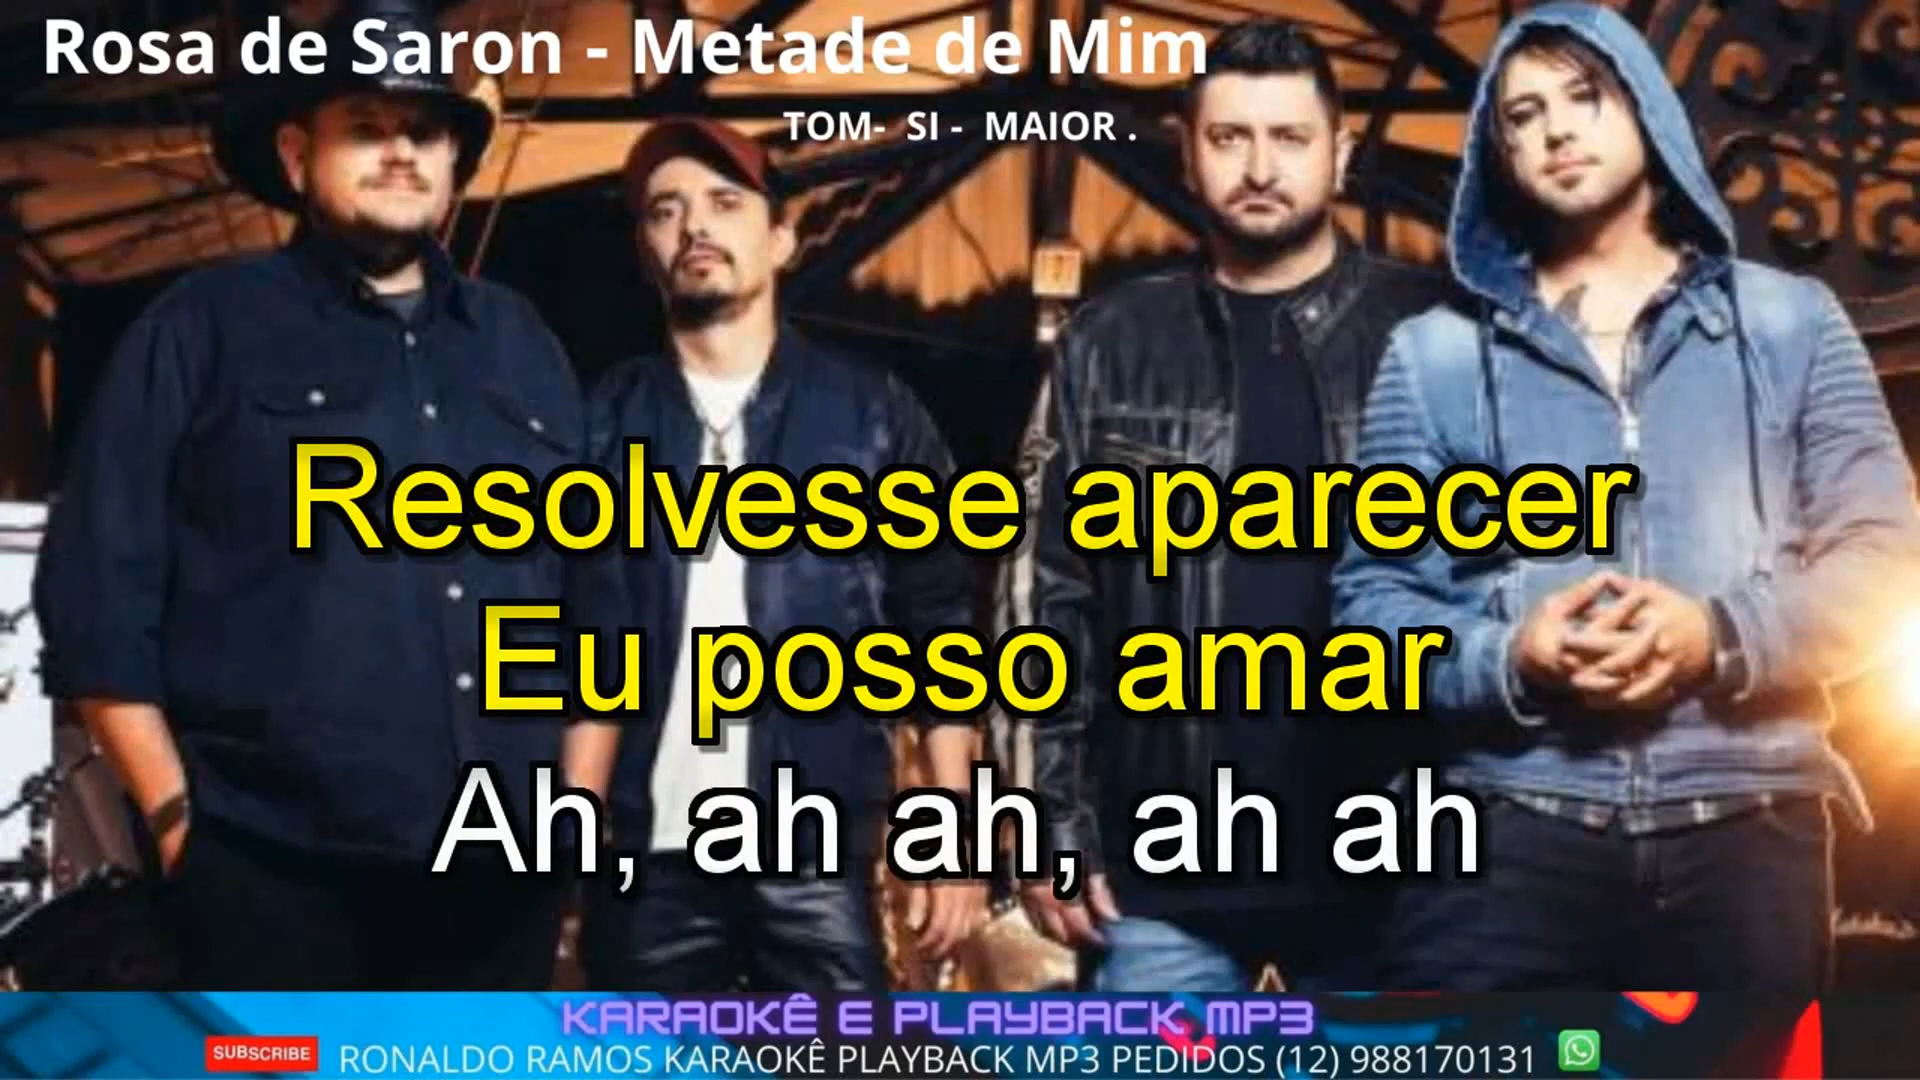 Rosa de Saron - Metade de Mim
TOM- SI - MAIOR .
Resolvesse aparecer
Eu posso amar
Ah, ah ah, ah ah
KARAOKÊ E PLAYBACK MP3
SUBSCRIBE RONALDO RAMOS KARAOKÊ PLAYBACK MP3 PEDIDOS (12) 988170131